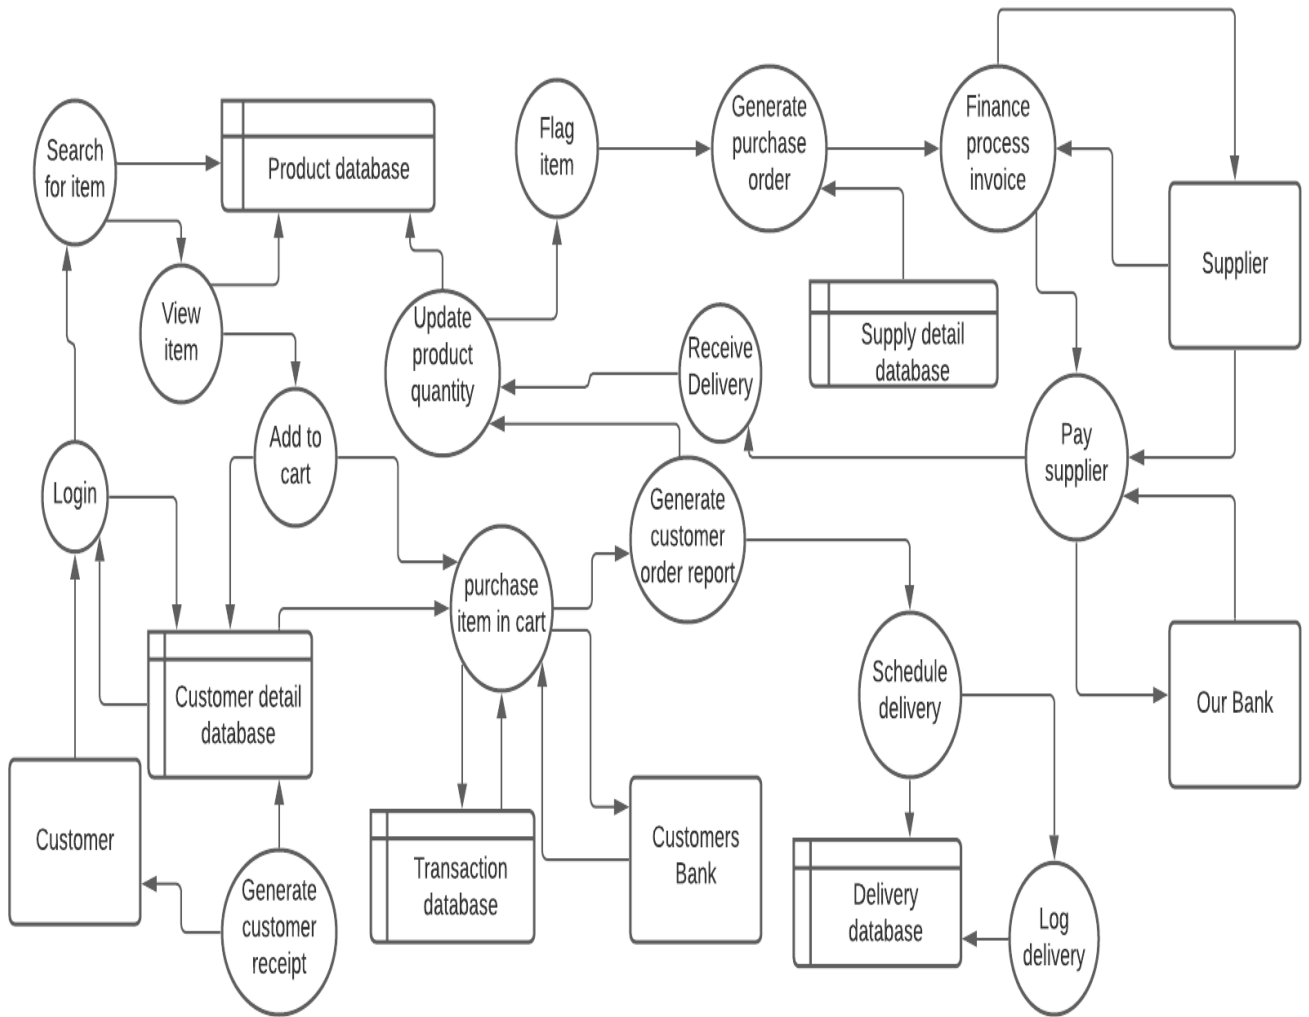 Search
for item
Product database
Flag
item
Generate
purchase
order
Finance
process
invoice
Supplier
View
item
Update
product
quantity
Receive
Delivery
Supply detail
database
Add to
cart
Pay
supplier
Login
Generate
customer
order report
purchase
item in cart
Schedule
delivery
Our Bank
Customer detail
database
Customer
Transaction
database
Customers
Bank
Delivery
database
Log
delivery
Generate
customer
receipt